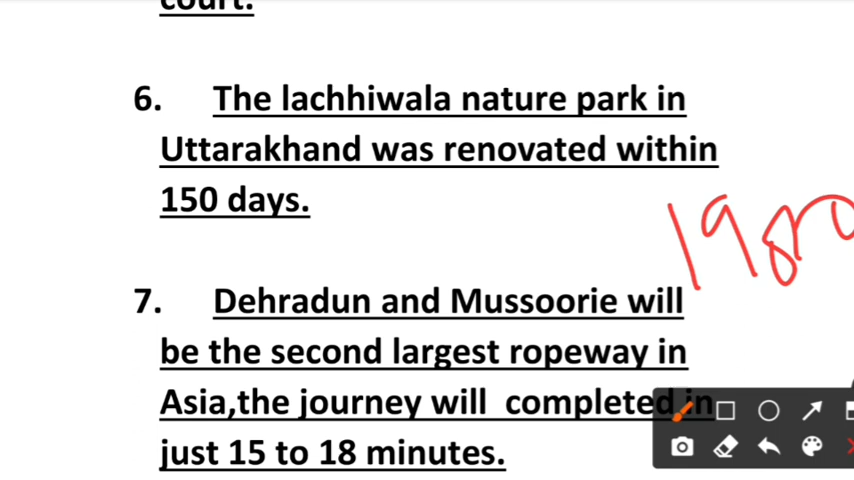 court.
6. The lachhiwala nature park in
Uttarakhand was renovated within
150 days.
7. Dehradun and Mussoorie will
be the second largest ropeway in
Asia,the journey will completed in
just 15 to 18 minutes.